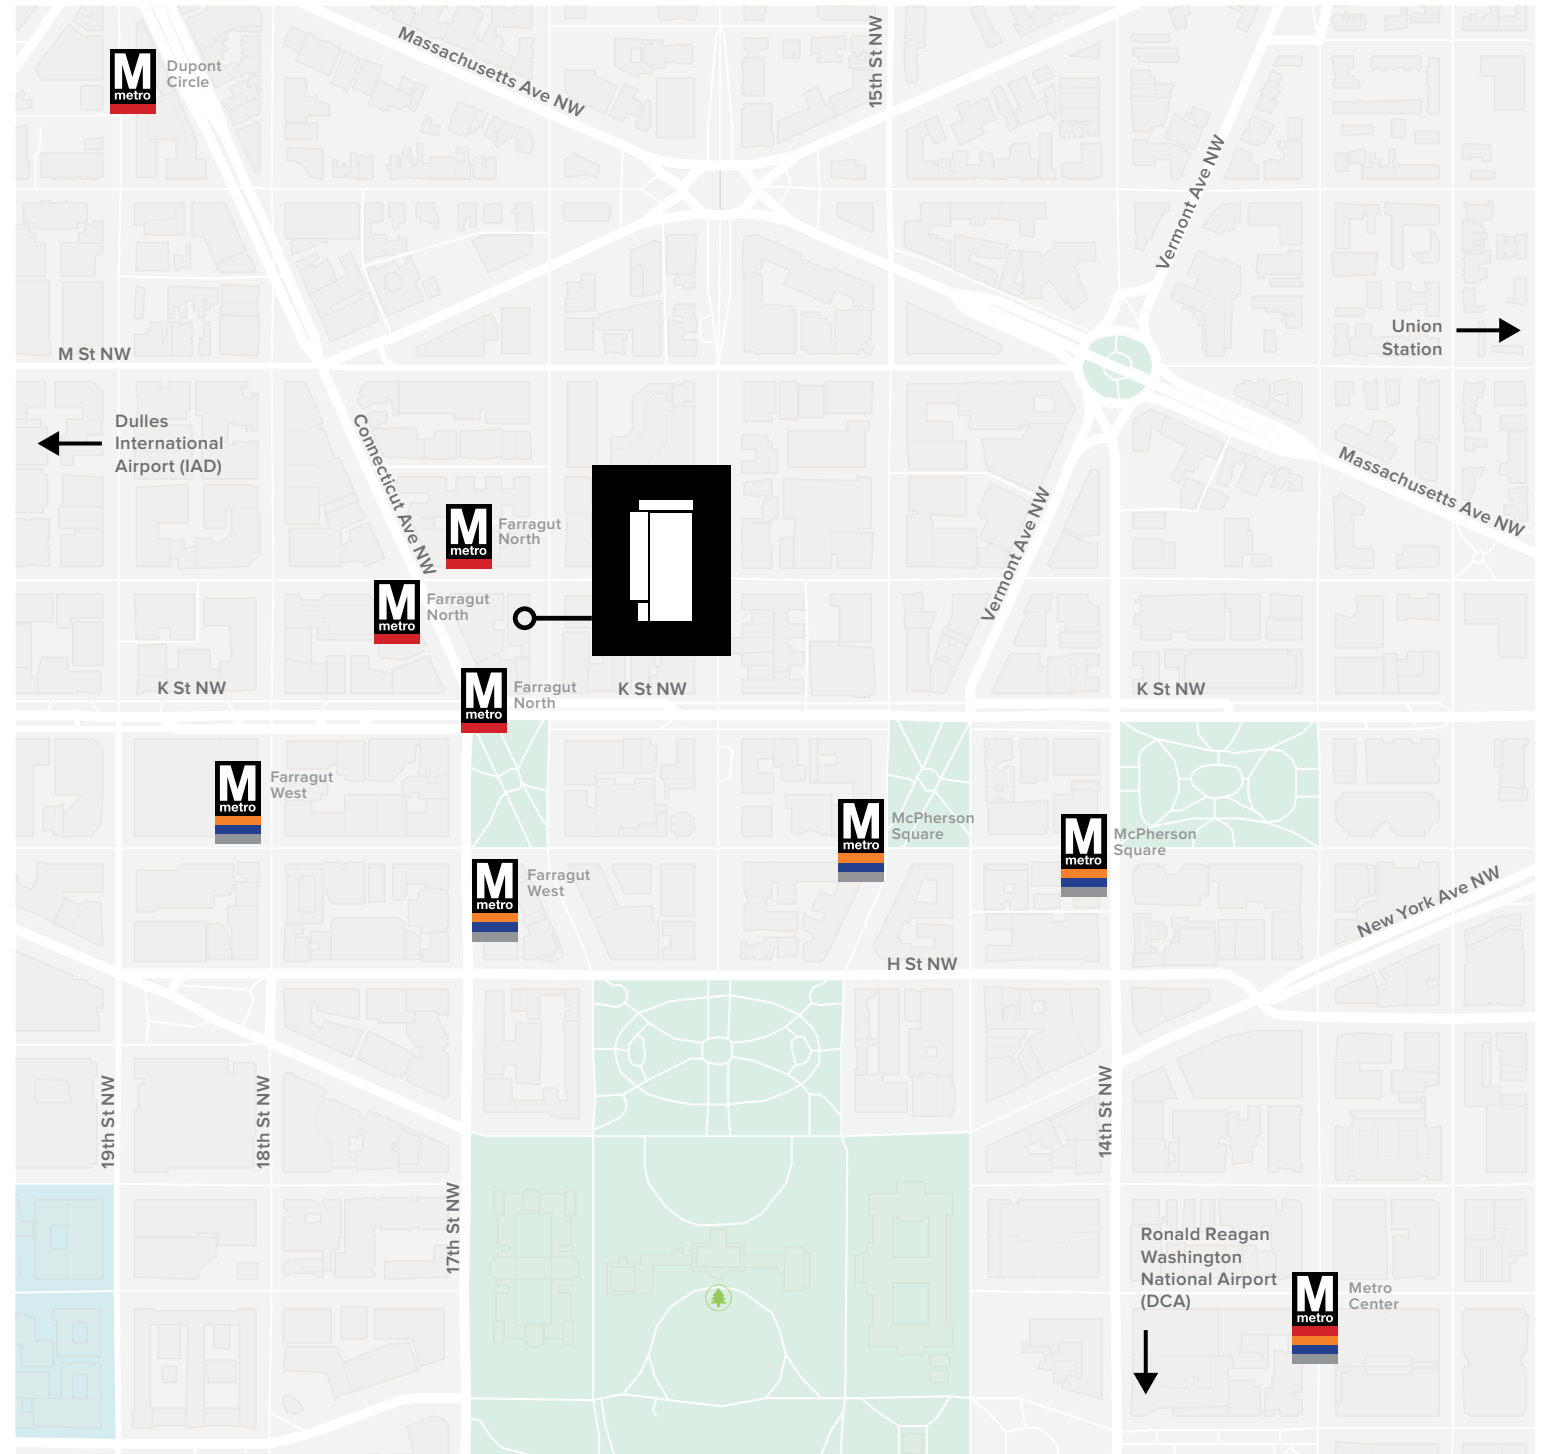 Massachusetts Ave NW
15th St NW
M
metro
Dupont
Circle
Vermont Ave NW
Union
Station
M St NW
Dulles
International
Airport (IAD)
Connecticut Ave NW
Massachusetts Ave NW
M
metro
Farragut
North
Vermont Ave NW
M
metro
Farragut
North
K St NW
M
metro
Farragut
North
K St NW
K St NW
M
metro
Farragut
West
M
metro
McPherson
Square
M
metro
McPherson
Square
M
metro
Farragut
West
New York Ave NW
H St NW
19th St NW
18th St NW
14th St NW
17th St NW
Ronald Reagan
Washington
National Airport
(DCA)
M
metro
Metro
Center